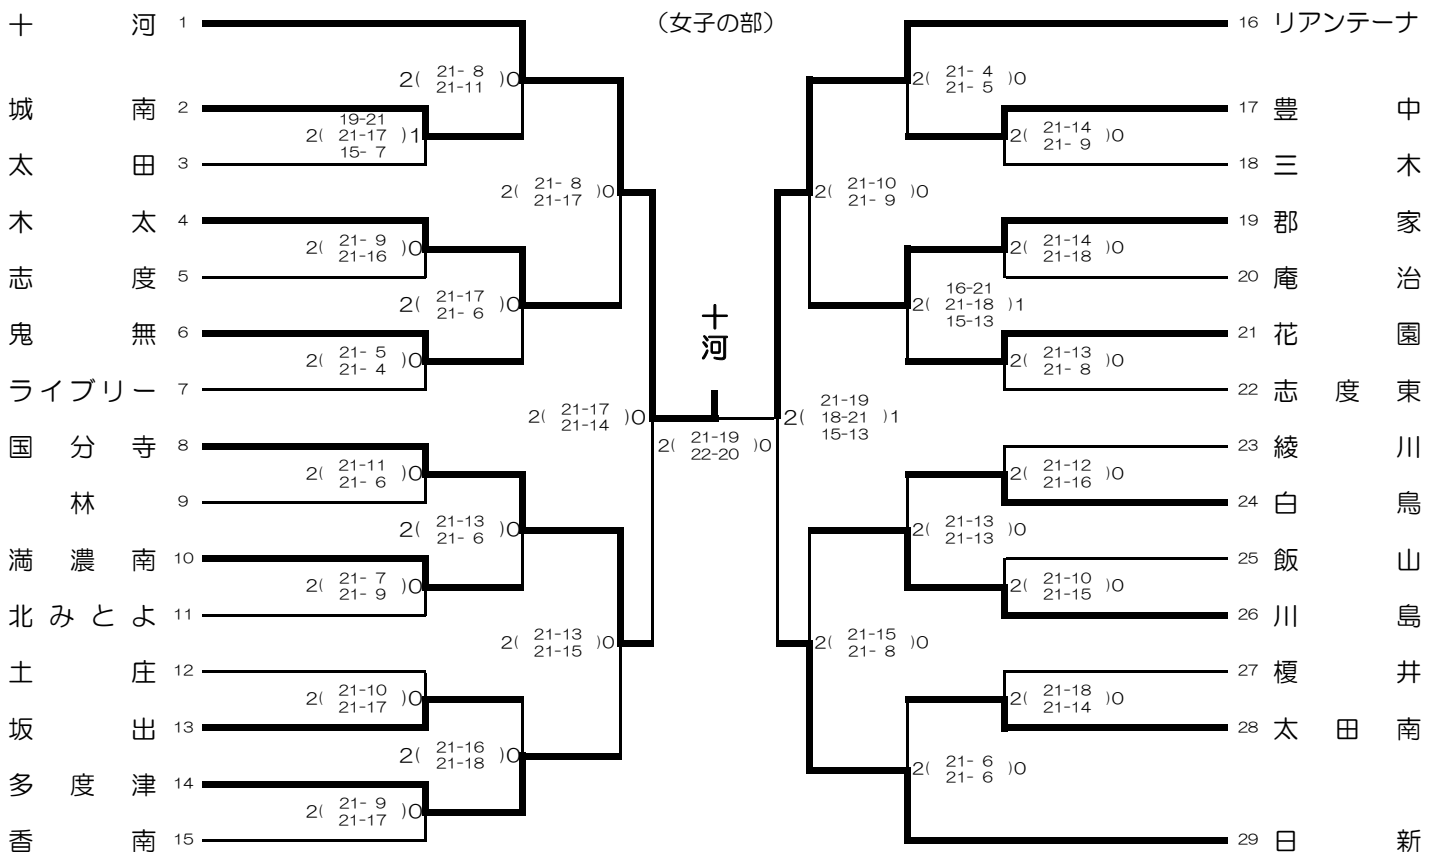 十河 1 (女子の部) 16 リアンテーナ
2( 21- 8 )0 2( 21- 4 )0
21-11 21- 5
城南 2 17 豊中
19-21
2( 21-17 )1 2( 21-14 )0
15- 7 21- 9
太田 3 18 三木
2( 21- 8 )0 2( 21-10 )0
21-17 21- 9
木太 4 19 郡家
2( 21- 9 )0 2( 21-14 )0
21-16 21-18
志度 5 20 庵治
2( 21-17 )0 16-21
21- 6 2( 21-18 )1
15-13
十河
鬼無 6 21 花園
2( 21- 5 )0 2( 21-13 )0
21- 4 21- 8
ライブリー 7 22 志度東
2( 21-17 )0 21-19
21-14 2( 18-21 )1
15-13
2( 21-19 )0
22-20
国分寺 8 23 綾川
2( 21-11 )0 2( 21-12 )0
21- 6 21-16
林 9 24 白鳥
2( 21-13 )0 2( 21-13 )0
21- 6 21-13
満濃南 10 25 飯山
2( 21- 7 )0 2( 21-10 )0
21- 9 21-15
北みとよ 11 26 川島
2( 21-13 )0 2( 21-15 )0
21-15 21- 8
土庄 12 27 榎井
2( 21-10 )0 2( 21-18 )0
21-17 21-14
坂出 13 28 太田南
2( 21-16 )0 2( 21- 6 )0
21-18 21- 6
多度津 14
2( 21- 9 )0
21-17
香南 15 29 日新